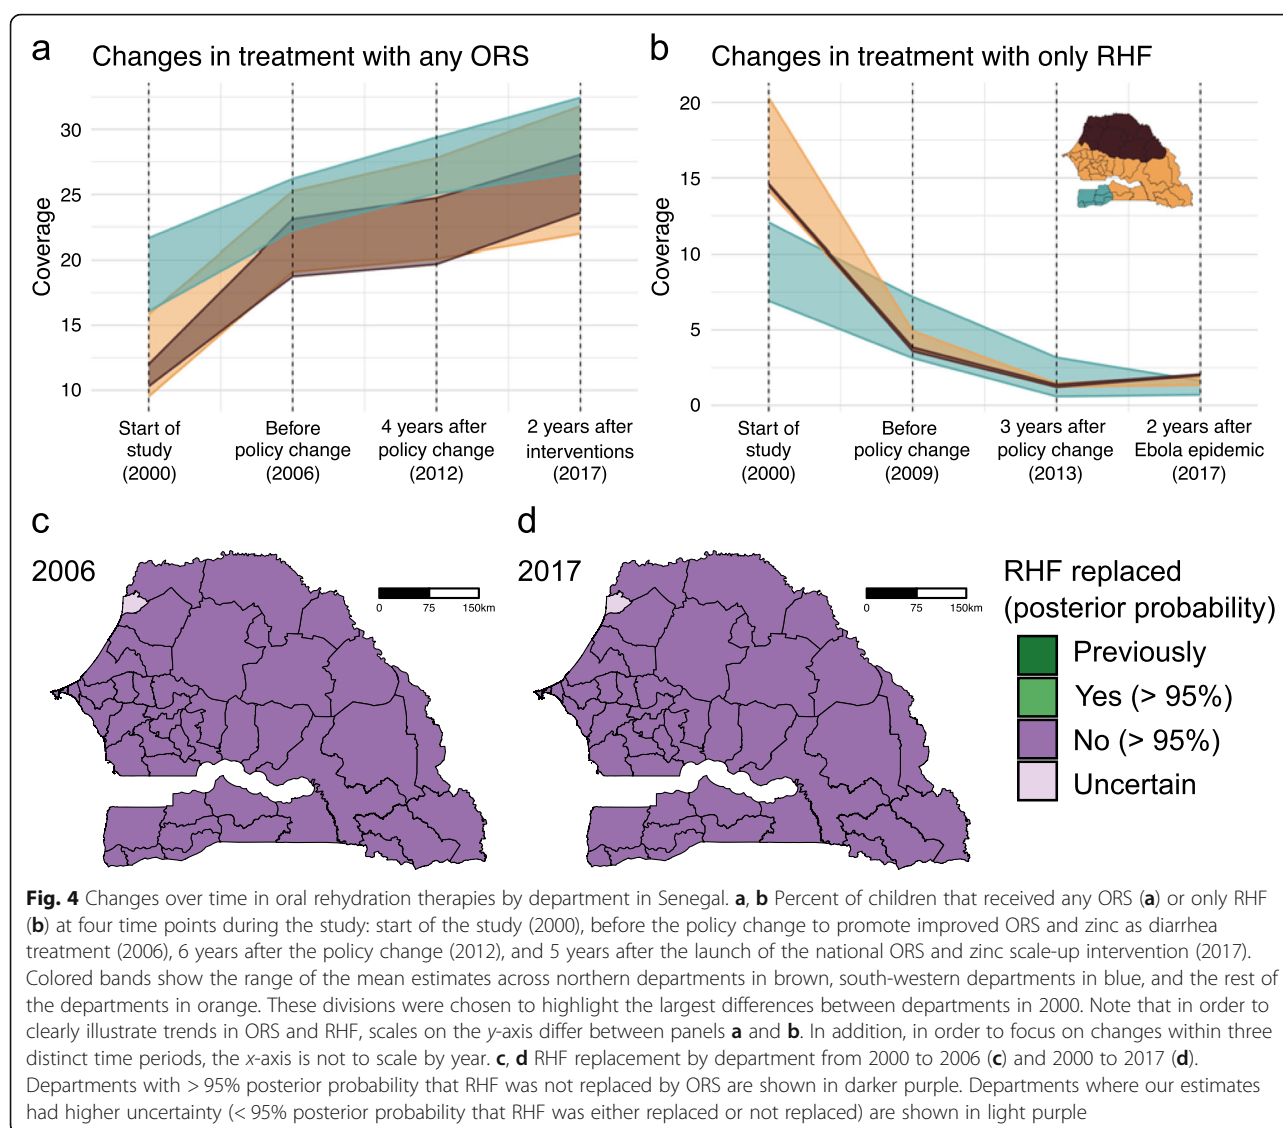 a
Changes in treatment with any ORS
Coverage
30
25
20
15
10
Start of
study
(2000)
Before
policy change
(2006)
4 years after
policy change
(2012)
2 years after
interventions
(2017)
b
Changes in treatment with only RHF
Coverage
20
15
10
5
0
Start of
study
(2000)
Before
policy change
(2009)
3 years after
policy change
(2013)
2 years after
Ebola epidemic
(2017)
c
2006
0 75 150km
d
2017
0 75 150km
RHF replaced
(posterior probability)
Previously
Yes (> 95%)
No (> 95%)
Uncertain
Fig. 4 Changes over time in oral rehydration therapies by department in Senegal. a, b Percent of children that received any ORS (a) or only RHF
(b) at four time points during the study: start of the study (2000), before the policy change to promote improved ORS and zinc as diarrhea
treatment (2006), 6 years after the policy change (2012), and 5 years after the launch of the national ORS and zinc scale-up intervention (2017).
Colored bands show the range of the mean estimates across northern departments in brown, south-western departments in blue, and the rest of
the departments in orange. These divisions were chosen to highlight the largest differences between departments in 2000. Note that in order to
clearly illustrate trends in ORS and RHF, scales on the y-axis differ between panels a and b. In addition, in order to focus on changes within three
distinct time periods, the x-axis is not to scale by year. c, d RHF replacement by department from 2000 to 2006 (c) and 2000 to 2017 (d).
Departments with > 95% posterior probability that RHF was not replaced by ORS are shown in darker purple. Departments where our estimates
had higher uncertainty (< 95% posterior probability that RHF was either replaced or not replaced) are shown in light purple